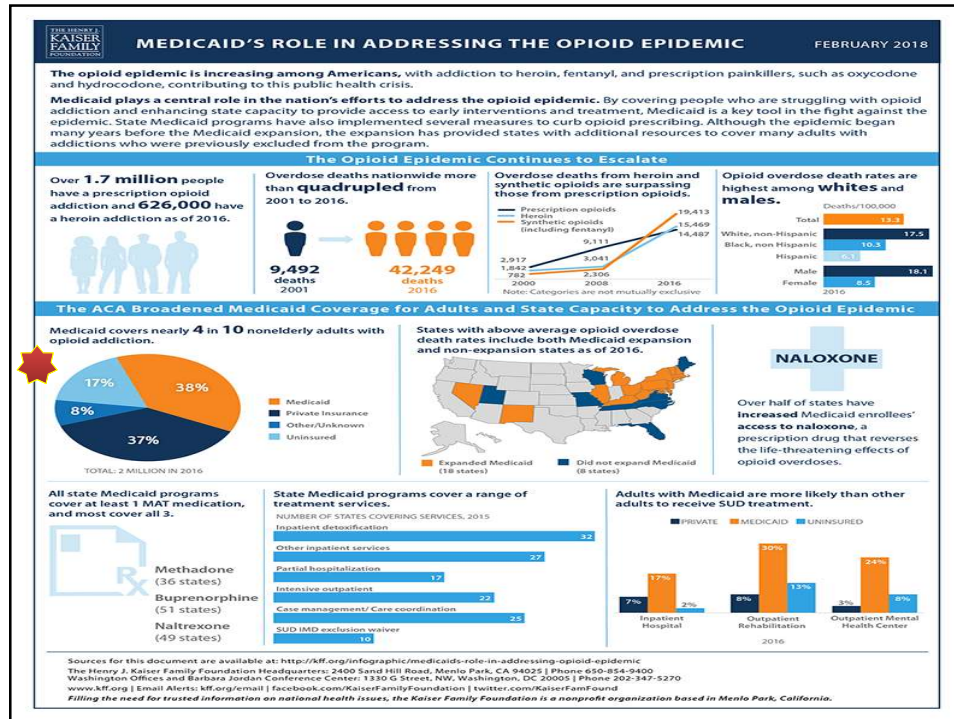 THE HENRY J.
KAISER
FAMILY
FOUNDATION
MEDICAID'S ROLE IN ADDRESSING THE OPIOID EPIDEMIC
FEBRUARY 2018
The opioid epidemic is increasing among Americans, with addiction to heroin, fentanyl, and prescription painkillers, such as oxycodone
and hydrocodone, contributing to this public health crisis.
Medicaid plays a central role in the nation's efforts to address the opioid epidemic. By covering people who are struggling with opioid
addiction and enhancing state capacity to provide access to early interventions and treatment, Medicaid is a key tool in the fight against the
epidemic. State Medicaid programs have also implemented several measures to curb opioid prescribing. Although the epidemic began
many years before the Medicaid expansion, the expansion has provided states with additional resources to cover many adults with
addictions who were previously excluded from the program.
The Opioid Epidemic Continues to Escalate
Over 1.7 million people
have a prescription opioid
addiction and 626,000 have
a heroin addiction as of 2016.
Overdose deaths nationwide more
than quadrupled from
2001 to 2016.
9,492
deaths
2001
42,249
deaths
2016
Overdose deaths from heroin and
synthetic opioids are surpassing
those from prescription opioids.
Prescription opioids
Heroin
Synthetic opioids
(including fentanyl)
19,413
15,469
14,487
9,111
3,041
2,306
2,917
1,842
782
2000
2008
2016
Note: Categories are not mutually exclusive
Opioid overdose death rates are
highest among whites and
males.
Deaths/100,000
Total
13.3
White, non-Hispanic
17.5
Black, non Hispanic
10.3
Hispanic
6.1
Male
18.1
Female
8.5
2016
The ACA Broadened Medicaid Coverage for Adults and State Capacity to Address the Opioid Epidemic
Medicaid covers nearly 4 in 10 nonelderly adults with
opioid addiction.
17%
38%
8%
37%
Medicaid
Private Insurance
Other/Unknown
Uninsured
TOTAL: 2 MILLION IN 2016
States with above average opioid overdose
death rates include both Medicaid expansion
and non-expansion states as of 2016.
Expanded Medicaid
(18 states)
Did not expand Medicaid
(8 states)
NALOXONE
Over half of states have
increased Medicaid enrollees'
access to naloxone, a
prescription drug that reverses
the life-threatening effects of
opioid overdoses.
All state Medicaid programs
cover at least 1 MAT medication,
and most cover all 3.
Rx
Methadone
(36 states)
Buprenorphine
(51 states)
Naltrexone
(49 states)
State Medicaid programs cover a range of
treatment services.
NUMBER OF STATES COVERING SERVICES, 2015
Inpatient detoxification
32
Other inpatient services
27
Partial hospitalization
17
Intensive outpatient
22
Case management/ Care coordination
25
SUD IMD exclusion waiver
10
Adults with Medicaid are more likely than other
adults to receive SUD treatment.
PRIVATE
MEDICAID
UNINSURED
7%
17%
2%
8%
30%
13%
3%
24%
8%
Inpatient
Hospital
Outpatient
Rehabilitation
Outpatient Mental
Health Center
2016
Sources for this document are available at: http://kff.org/infographic/medicaids-role-in-addressing-opioid-epidemic
The Henry J. Kaiser Family Foundation Headquarters: 2400 Sand Hill Road, Menlo Park, CA 94025 | Phone 650-854-9400
Washington Offices and Barbara Jordan Conference Center: 1330 G Street, NW, Washington, DC 20005 | Phone 202-347-5270
www.kff.org | Email Alerts: kff.org/email | facebook.com/KaiserFamilyFoundation | twitter.com/KaiserFamFound
Filling the need for trusted information on national health issues, the Kaiser Family Foundation is a nonprofit organization based in Menlo Park, California.